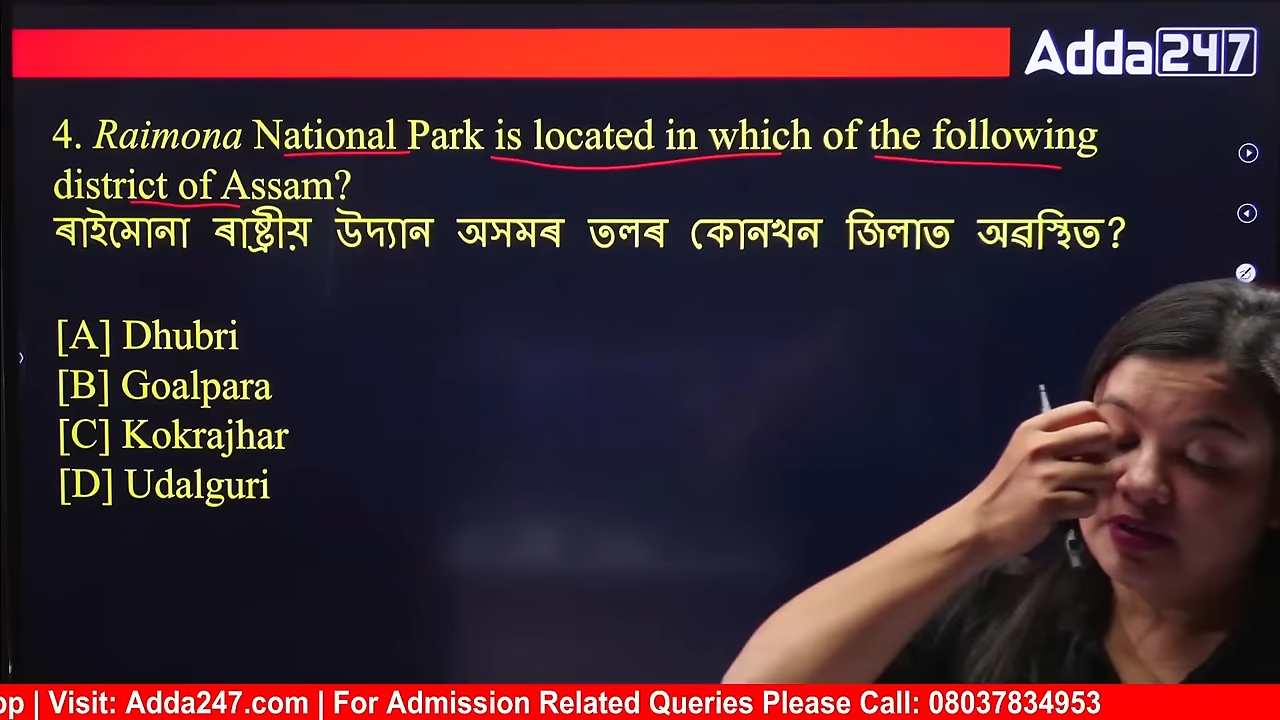 Adda247
4. Raimona National Park is located in which of the following
district of Assam?
ৰাইমোনা ৰাষ্ট্ৰীয় উদ্যান অসমৰ তলৰ কোনখন জিলাত অৱস্থিত?
[A] Dhubri
[B] Goalpara
[C] Kokrajhar
[D] Udalguri
pp | Visit: Adda247.com | For Admission Related Queries Please Call: 08037834953